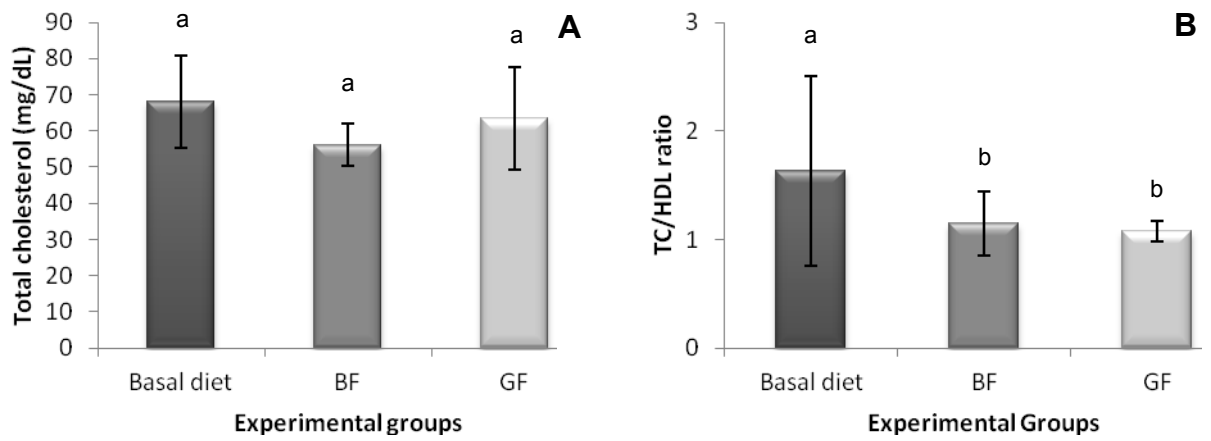 A
Total cholesterol (mg/dL)
90
80
70
60
50
40
30
20
10
0
a
a
a
Basal diet BF GF
Experimental groups
B
TC/HDL ratio
3
2
1
0
a
b
b
Basal diet BF GF
Experimental Groups